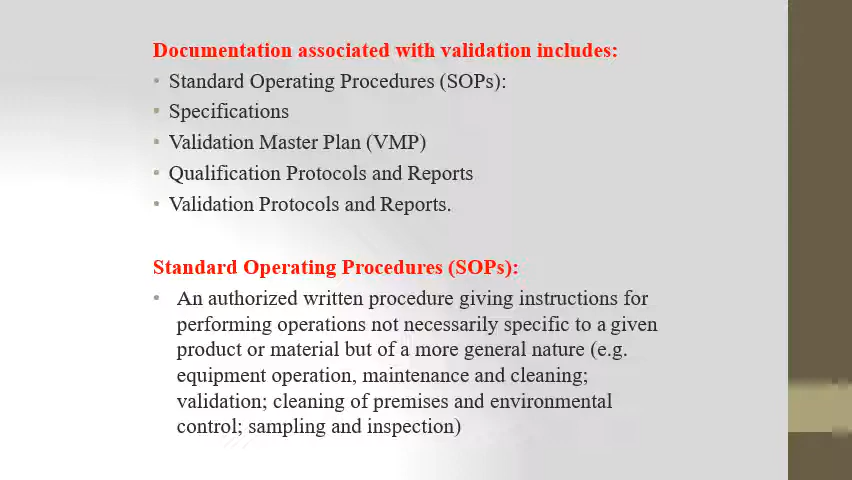 Documentation associated with validation includes:
• Standard Operating Procedures (SOPs):
• Specifications
• Validation Master Plan (VMP)
• Qualification Protocols and Reports
• Validation Protocols and Reports.
Standard Operating Procedures (SOPs):
• An authorized written procedure giving instructions for
performing operations not necessarily specific to a given
product or material but of a more general nature (e.g.
equipment operation, maintenance and cleaning;
validation; cleaning of premises and environmental
control; sampling and inspection)